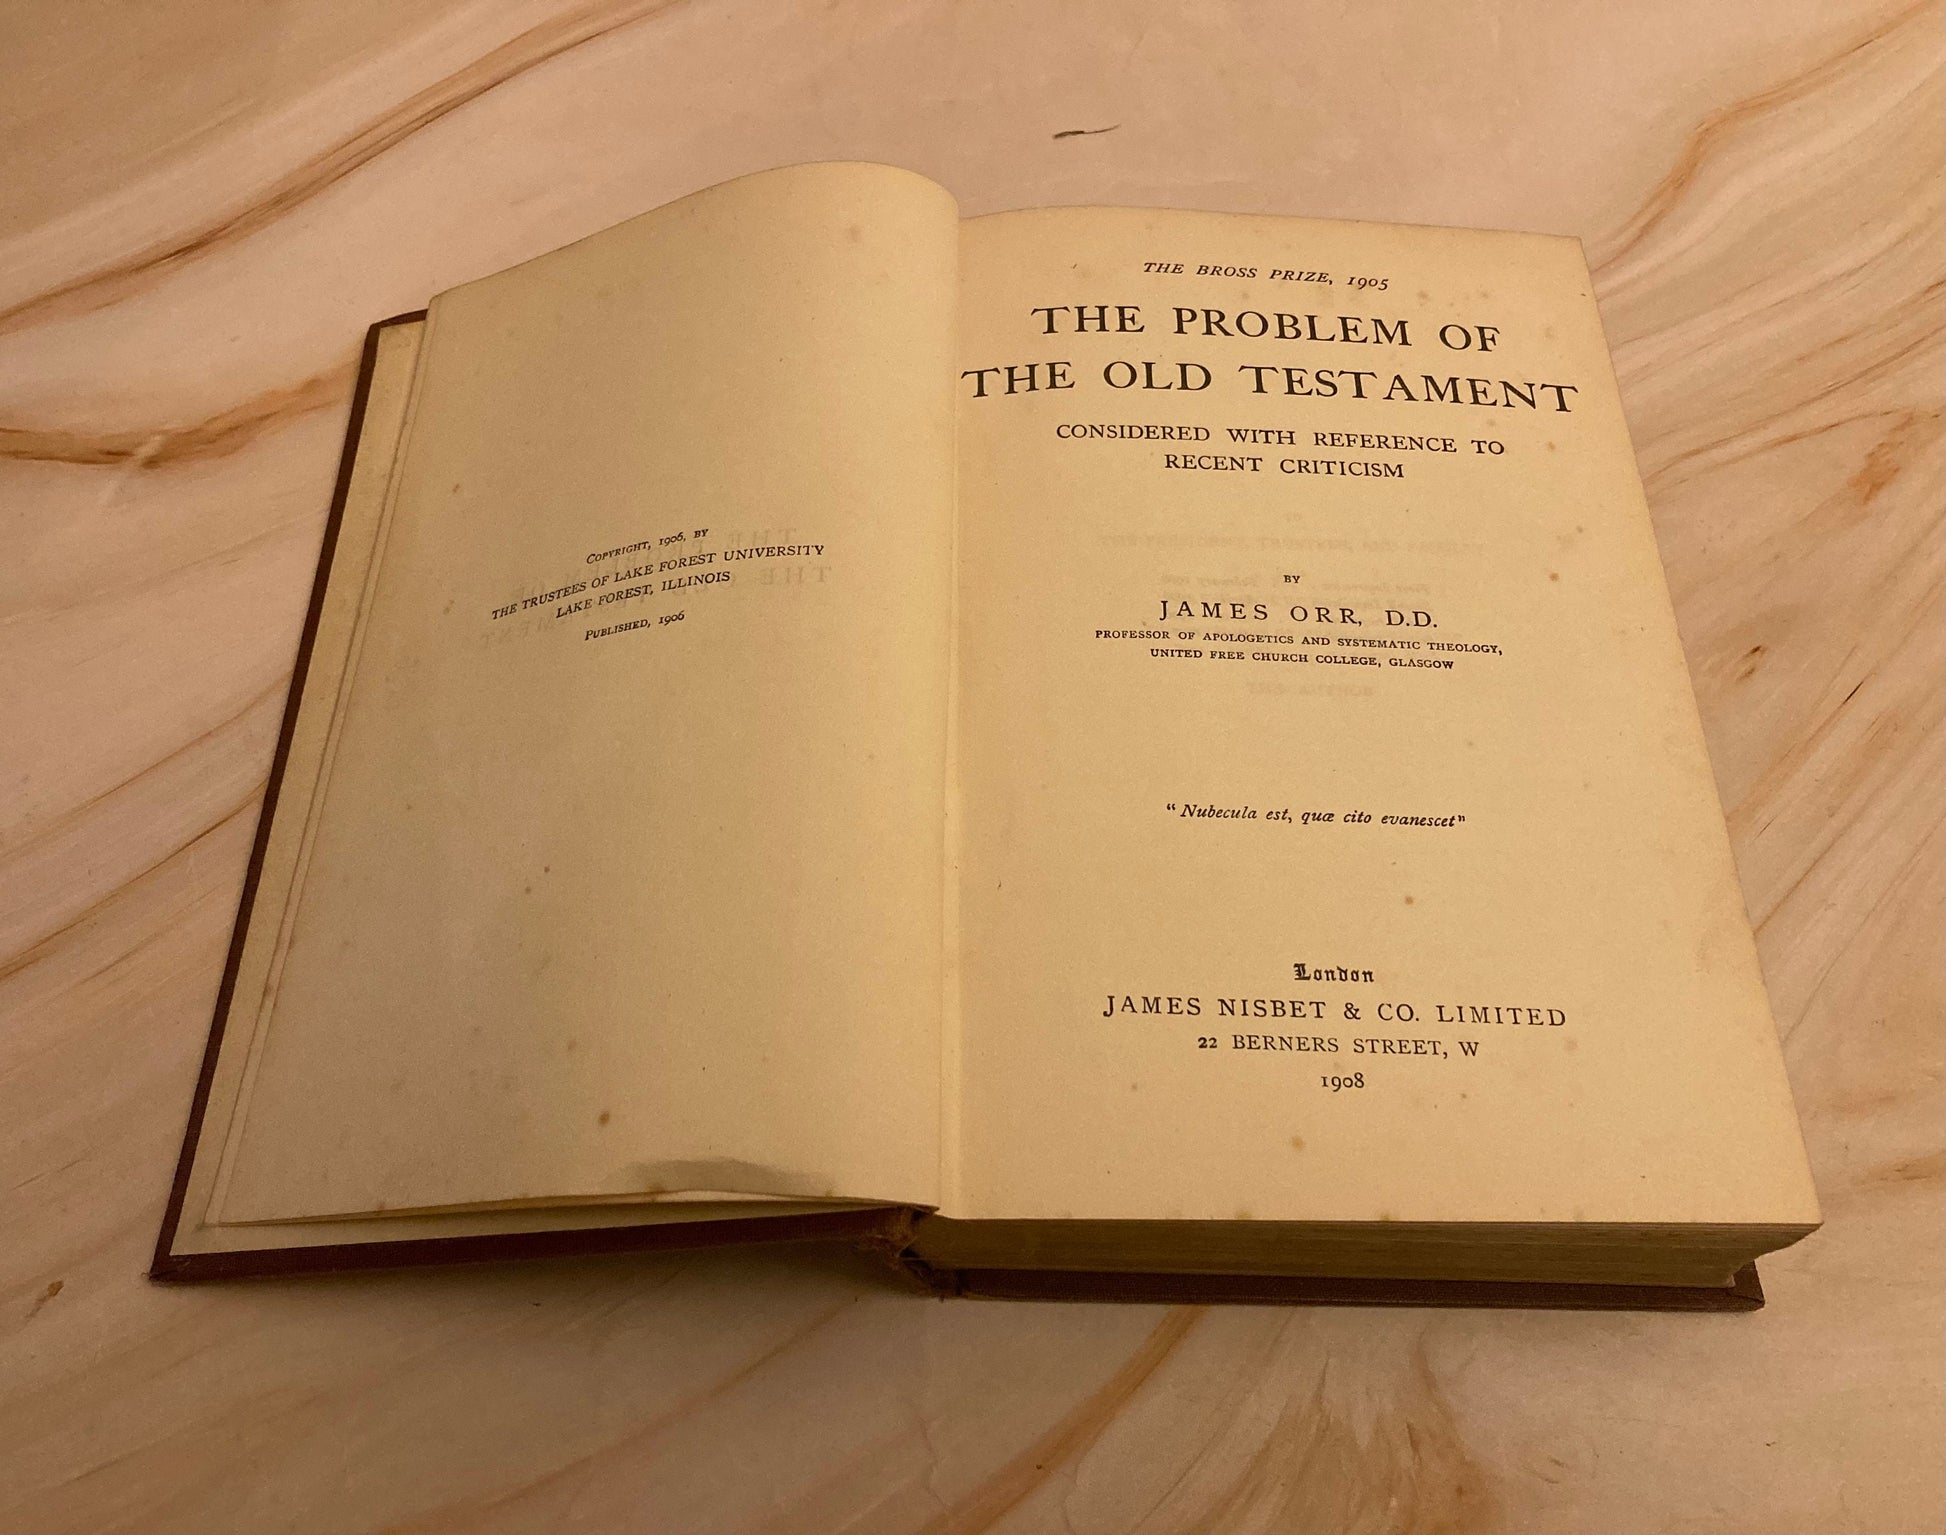 COPYRIGHT, 1906, BY
THE TRUSTEES OF LAKE FOREST UNIVERSITY
LAKE FOREST, ILLINOIS
PUBLISHED, 1906
THE BROSS PRIZE, 1905
THE PROBLEM OF
THE OLD TESTAMENT
CONSIDERED WITH REFERENCE TO
RECENT CRITICISM
BY
JAMES ORR, D.D.
PROFESSOR OF APOLOGETICS AND SYSTEMATIC THEOLOGY,
UNITED FREE CHURCH COLLEGE, GLASGOW
"Nubecula est, quæ cito evanescet"
London
JAMES NISBET & CO. LIMITED
22 BERNERS STREET, W
1908